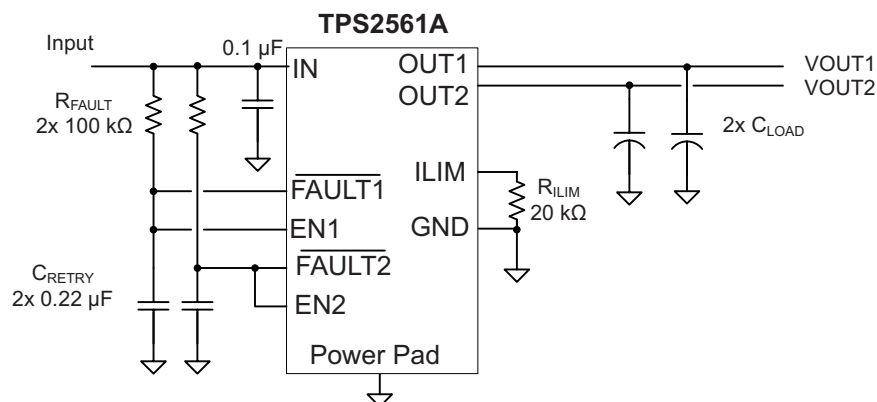 TPS2561A
Input
0.1 µF
IN
OUT1
VOUT1
OUT2
VOUT2
RFAULT
2x 100 kΩ
2x CLOAD
ILIM
RILIM
20 kΩ
FAULT1
EN1
GND
FAULT2
CRETRY
2x 0.22 µF
EN2
Power Pad